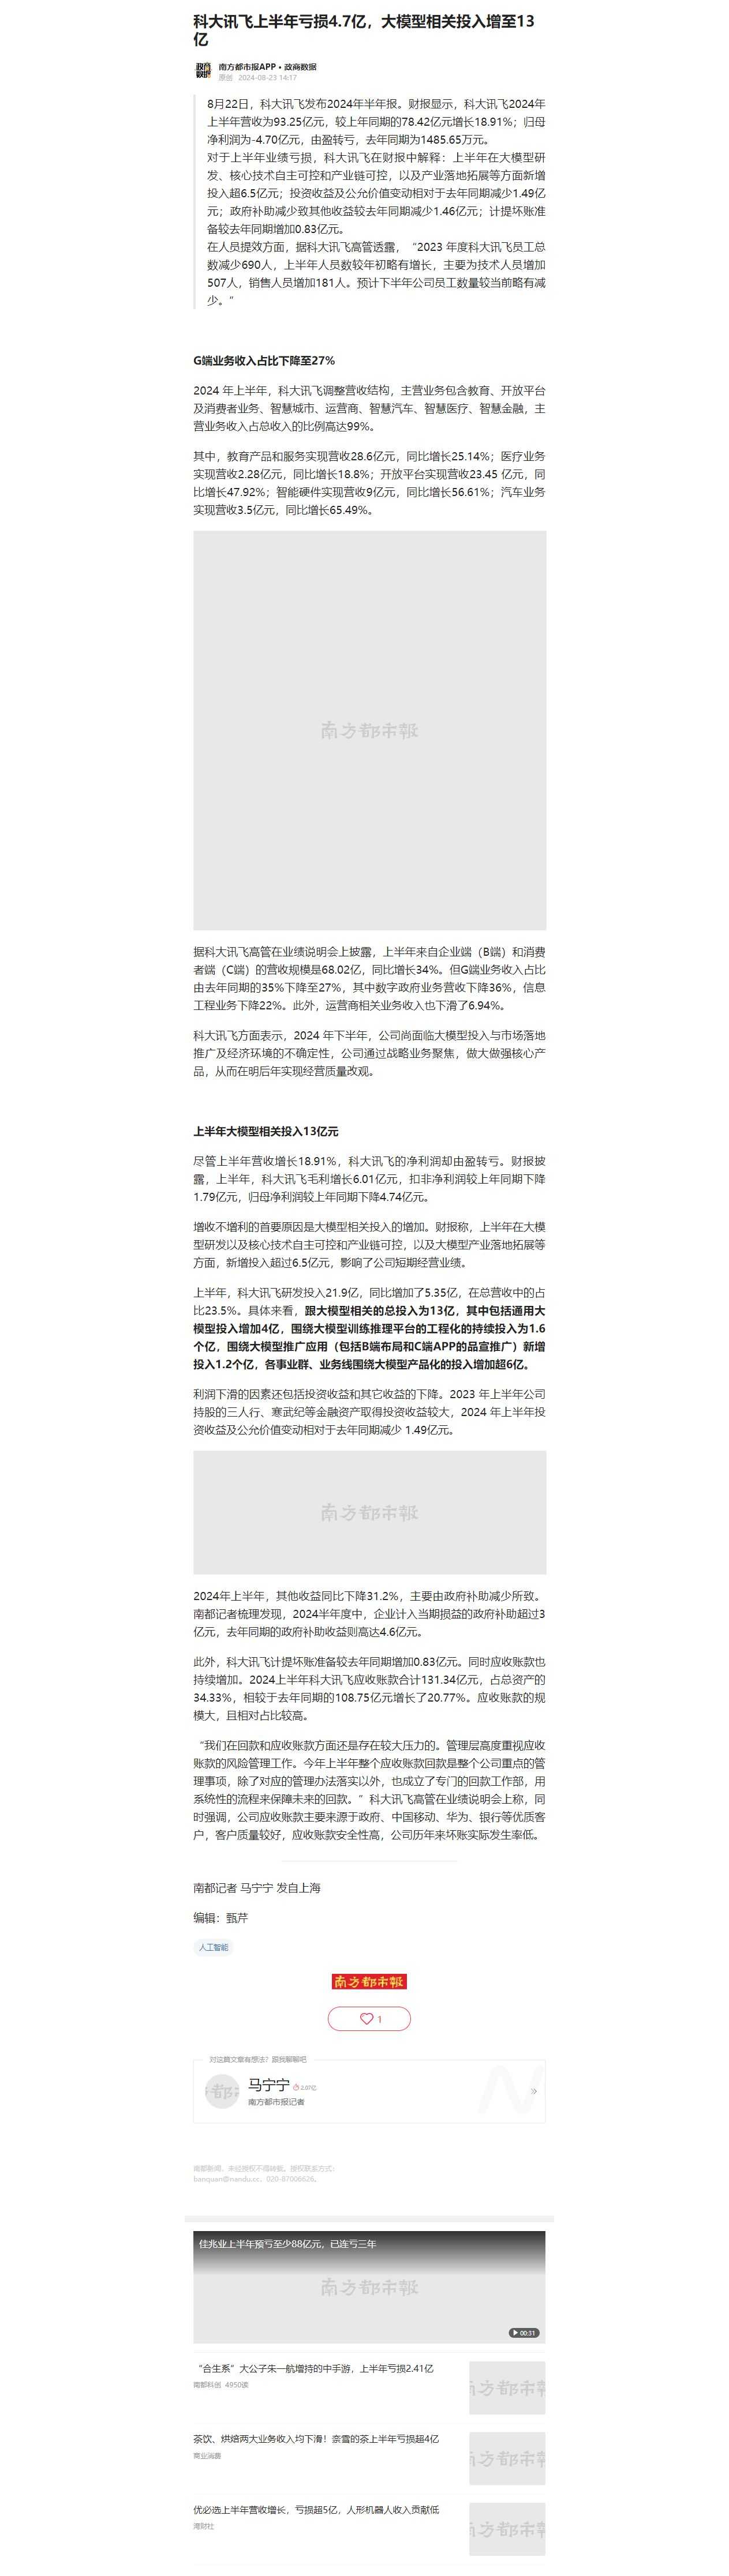 科大讯飞上半年亏损4.7亿，大模型相关投入增至13
亿
南方都市报APP • 政商数据
原创 2024-08-23 14:17
8月22日，科大讯飞发布2024年半年报。财报显示，科大讯飞2024年
上半年营收为93.25亿元，较上年同期的78.42亿元增长18.91%；归母
净利润为-4.70亿元，由盈转亏，去年同期为1485.65万元。
对于上半年业绩亏损，科大讯飞在财报中解释：上半年在大模型研
发、核心技术自主可控和产业链可控，以及产业落地拓展等方面新增
投入超6.5亿元；投资收益及公允价值变动相对于去年同期减少1.49亿
元；政府补助减少致其他收益较去年同期减少1.46亿元；计提坏账准
备较去年同期增加0.83亿元。
在人员提效方面，据科大讯飞高管透露，“2023 年度科大讯飞员工总
数减少690人，上半年人员数较年初略有增长，主要为技术人员增加
507人，销售人员增加181人。预计下半年公司员工数量较当前略有减
少。”
G端业务收入占比下降至27%
2024 年上半年，科大讯飞调整营收结构，主营业务包含教育、开放平台
及消费者业务、智慧城市、运营商、智慧汽车、智慧医疗、智慧金融，主
营业务收入占总收入的比例高达99%。
其中，教育产品和服务实现营收28.6亿元，同比增长25.14%；医疗业务
实现营收2.28亿元，同比增长18.8%；开放平台实现营收23.45 亿元，同
比增长47.92%；智能硬件实现营收9亿元，同比增长56.61%；汽车业务
实现营收3.5亿元，同比增长65.49%。
南方都市報
据科大讯飞高管在业绩说明会上披露，上半年来自企业端（B端）和消费
者端（C端）的营收规模是68.02亿，同比增长34%。但G端业务收入占比
由去年同期的35%下降至27%，其中数字政府业务营收下降36%，信息
工程业务下降22%。此外，运营商相关业务收入也下滑了6.94%。
科大讯飞方面表示，2024 年下半年，公司尚面临大模型投入与市场落地
推广及经济环境的不确定性，公司通过战略业务聚焦，做大做强核心产
品，从而在明后年实现经营质量改观。
上半年大模型相关投入13亿元
尽管上半年营收增长18.91%，科大讯飞的净利润却由盈转亏。财报披
露，上半年，科大讯飞毛利增长6.01亿元，扣非净利润较上年同期下降
1.79亿元，归母净利润较上年同期下降4.74亿元。
增收不增利的首要原因是大模型相关投入的增加。财报称，上半年在大模
型研发以及核心技术自主可控和产业链可控，以及大模型产业落地拓展等
方面，新增投入超过6.5亿元，影响了公司短期经营业绩。
上半年，科大讯飞研发投入21.9亿，同比增加了5.35亿，在总营收中的占
比23.5%。具体来看，跟大模型相关的总投入为13亿，其中包括通用大
模型投入增加4亿，围绕大模型训练推理平台的工程化的持续投入为1.6
个亿，围绕大模型推广应用（包括B端布局和C端APP的品宣推广）新增
投入1.2个亿，各事业群、业务线围绕大模型产品化的投入增加超6亿。
利润下滑的因素还包括投资收益和其它收益的下降。2023 年上半年公司
持股的三人行、寒武纪等金融资产取得投资收益较大，2024 年上半年投
资收益及公允价值变动相对于去年同期减少 1.49亿元。
南方都市報
2024年上半年，其他收益同比下降31.2%，主要由政府补助减少所致。
南都记者梳理发现，2024半年度中，企业计入当期损益的政府补助超过3
亿元，去年同期的政府补助收益则高达4.6亿元。
此外，科大讯飞计提坏账准备较去年同期增加0.83亿元。同时应收账款也
持续增加。2024上半年科大讯飞应收账款合计131.34亿元，占总资产的
34.33%，相较于去年同期的108.75亿元增长了20.77%。应收账款的规
模大，且相对占比较高。
“我们在回款和应收账款方面还是存在较大压力的。管理层高度重视应收
账款的风险管理工作。今年上半年整个应收账款回款是整个公司重点的管
理事项，除了对应的管理办法落实以外，也成立了专门的回款工作部，用
系统性的流程来保障未来的回款。”科大讯飞高管在业绩说明会上称，同
时强调，公司应收账款主要来源于政府、中国移动、华为、银行等优质客
户，客户质量较好，应收账款安全性高，公司历年来坏账实际发生率低。
南都记者 马宁宁 发自上海
编辑：甄芹
人工智能
南方都市報
1
对这篇文章有想法？跟我聊聊吧
马宁宁 2.07亿
南方都市报记者
南都新闻，未经授权不得转载。授权联系方式：
banquan@nandu.cc，020-87006626。
佳兆业上半年预亏至少88亿元，已连亏三年
南方都市報
00:31
“合生系”大公子朱一航增持的中手游，上半年亏损2.41亿
南都科创 4950读
茶饮、烘焙两大业务收入均下滑！奈雪的茶上半年亏损超4亿
商业消费
优必选上半年营收增长，亏损超5亿，人形机器人收入贡献低
湾财社